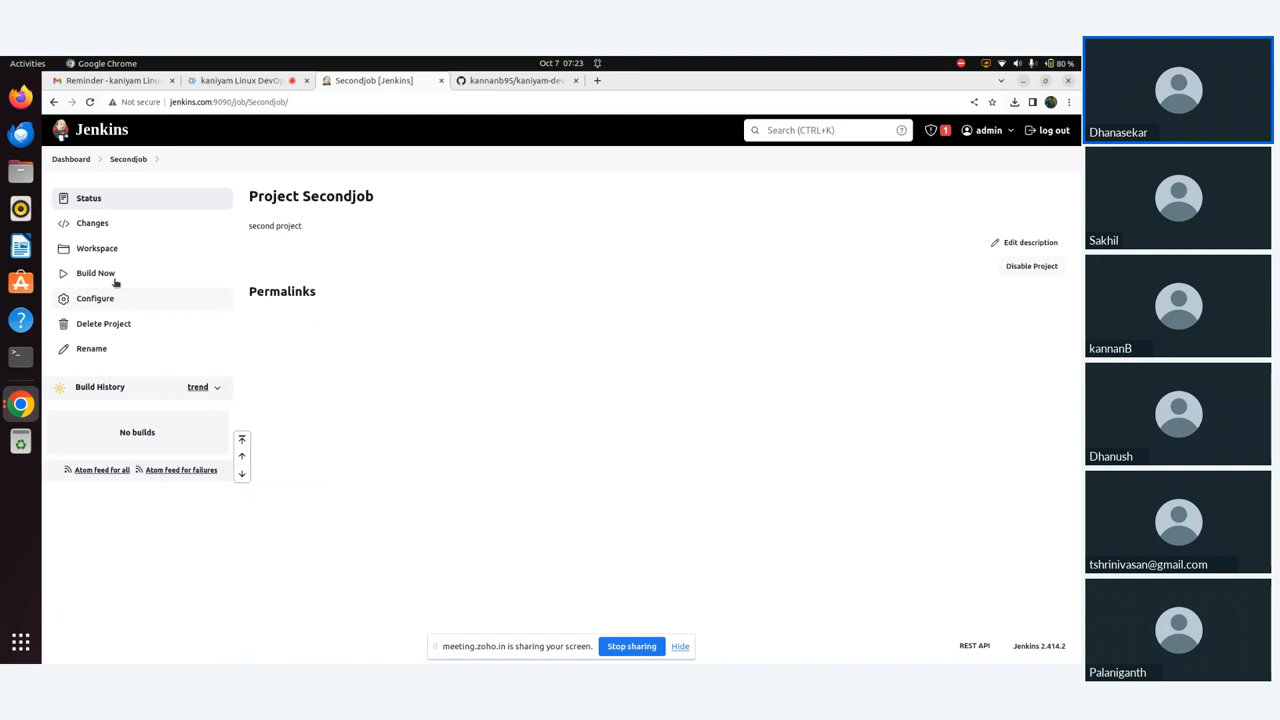 Activities
Google Chrome
Oct 7 07:23
80 %
Reminder - kaniyam Linu
kaniyam Linux DevOp
Secondjob [Jenkins]
kannanb95/kaniyam-dev
Not secure
jenkins.com:9090/job/Secondjob/
Jenkins
Search (CTRL+K)
1
admin
log out
Dashboard
Secondjob
Status
Changes
Workspace
Build Now
Configure
Delete Project
Rename
Build History
trend
No builds
Atom feed for all
Atom feed for failures
Project Secondjob
second project
Edit description
Disable Project
Permalinks
meeting.zoho.in is sharing your screen.
Stop sharing
Hide
REST API
Jenkins 2.414.2
Dhanasekar
Sakhil
kannanB
Dhanush
tshrinivasan@gmail.com
Palaniganth